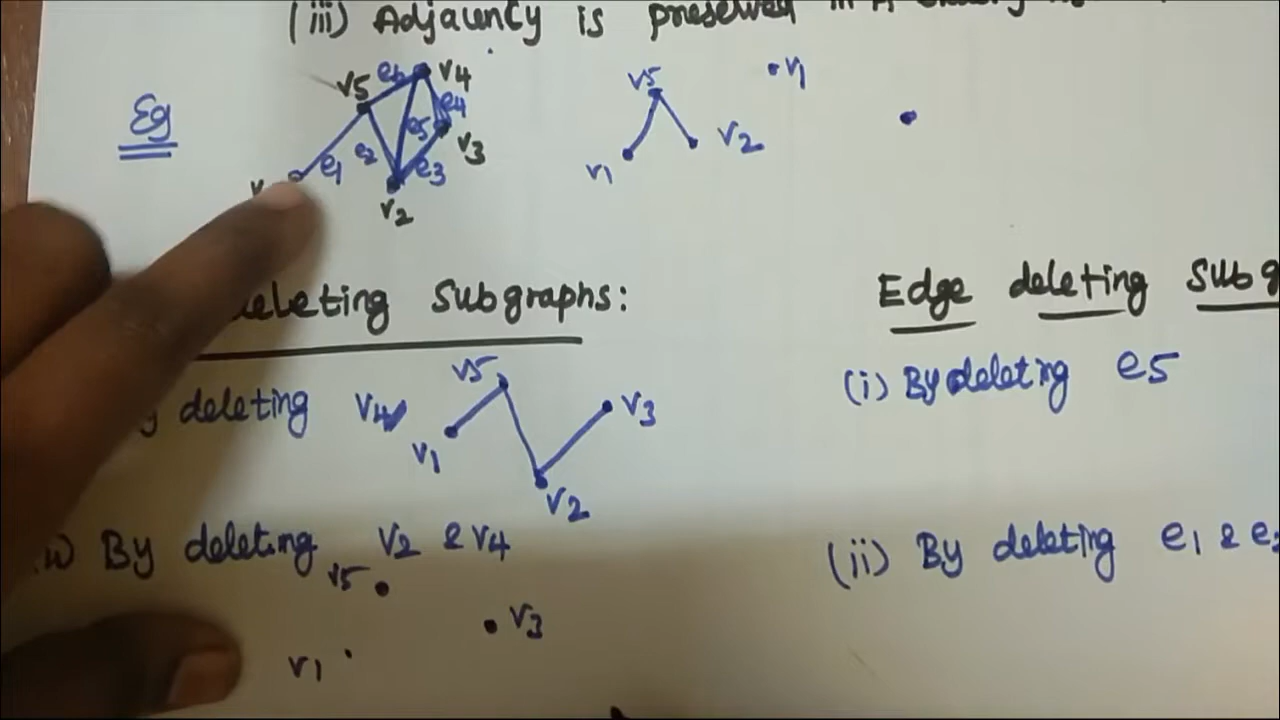 (iii) Adjacency is preserved in
Eg
v5 e6 v4
e4
e1 e2 e5 e3 v3
v2
v5
v1 v2
v1
deleting Subgraphs:
deleting v4
v5
v1 v3
v2
By deleting v2 & v4
v5
v3
v1
Edge deleting
(i) By deleting e5
(ii) By deleting e1 &